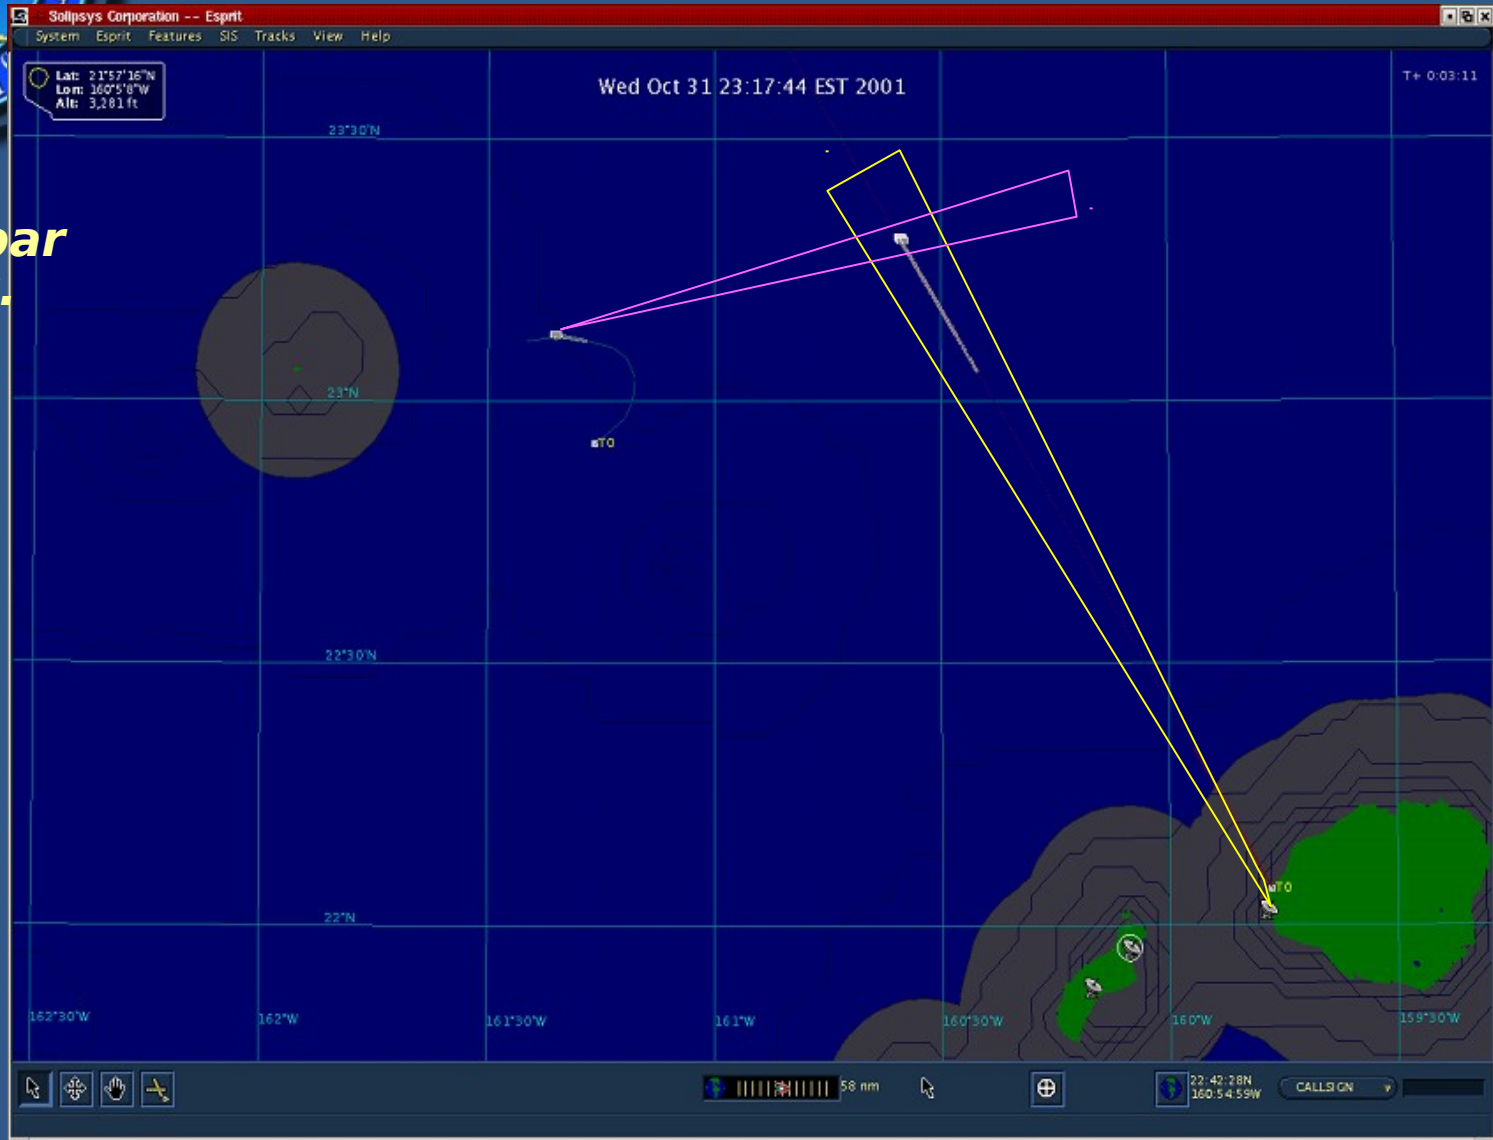 Solipsys Corporation -- Esprit
System Esprit Features SIS Tracks View Help
Lat: 21°57'16"N
Lon: 160°5'8"W
Alt: 3,281 ft
Wed Oct 31 23:17:44 EST 2001
T+ 0:03:11
23°30'N
bar
.
23°N
TO
22°30'N
TO
22°N
162°30'W 162°W 161°30'W 161°W 160°30'W 160°W 159°30'W
58 nm
22:42:28N
160:54:59W
CALLSIGN